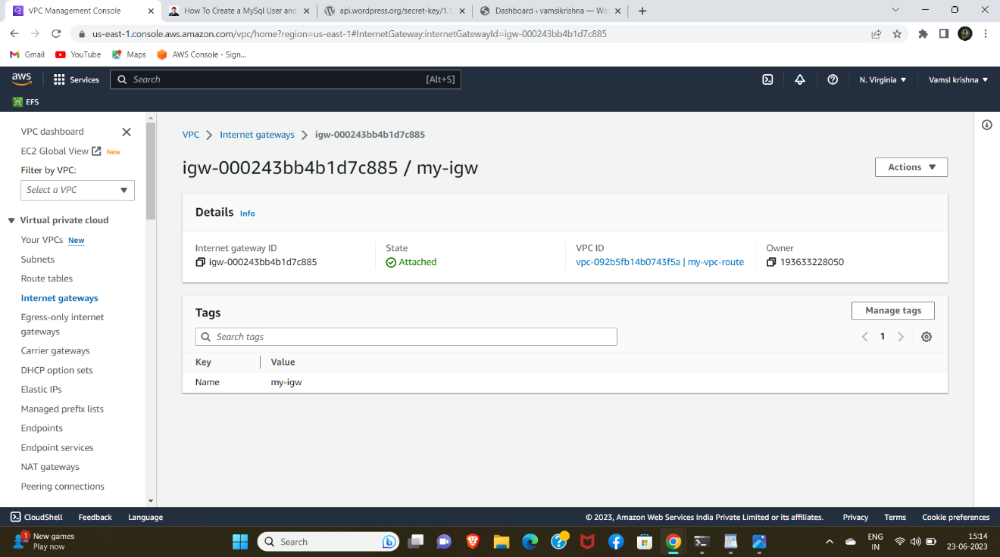 VPC Management Console
How To Create a MySql User and
api.wordpress.org/secret-key/1.1
Dashboard ‹ vamsikrishna — Wo
us-east-1.console.aws.amazon.com/vpc/home?region=us-east-1#InternetGateway:internetGatewayId=igw-000243bb4b1d7c885
Gmail YouTube Maps AWS Console - Sign...
aws Services Search [Alt+S] N. Virginia Vamsl krishna
EFS
VPC dashboard
EC2 Global View New
Filter by VPC:
Select a VPC
Virtual private cloud
Your VPCs New
Subnets
Route tables
Internet gateways
Egress-only internet
gateways
Carrier gateways
DHCP option sets
Elastic IPs
Managed prefix lists
Endpoints
Endpoint services
NAT gateways
Peering connections
VPC Internet gateways igw-000243bb4b1d7c885
igw-000243bb4b1d7c885 / my-igw
Actions
Details Info
Internet gateway ID
igw-000243bb4b1d7c885
State
Attached
VPC ID
vpc-092b5fb14b0743f5a | my-vpc-route
Owner
193633228050
Tags
Manage tags
Search tags
1
Key Value
Name my-igw
CloudShell Feedback Language © 2023, Amazon Web Services India Private Limited or its affiliates. Privacy Terms Cookie preferences
1
New games
Play now
Search
ENG
IN
15:14
23-06-2023